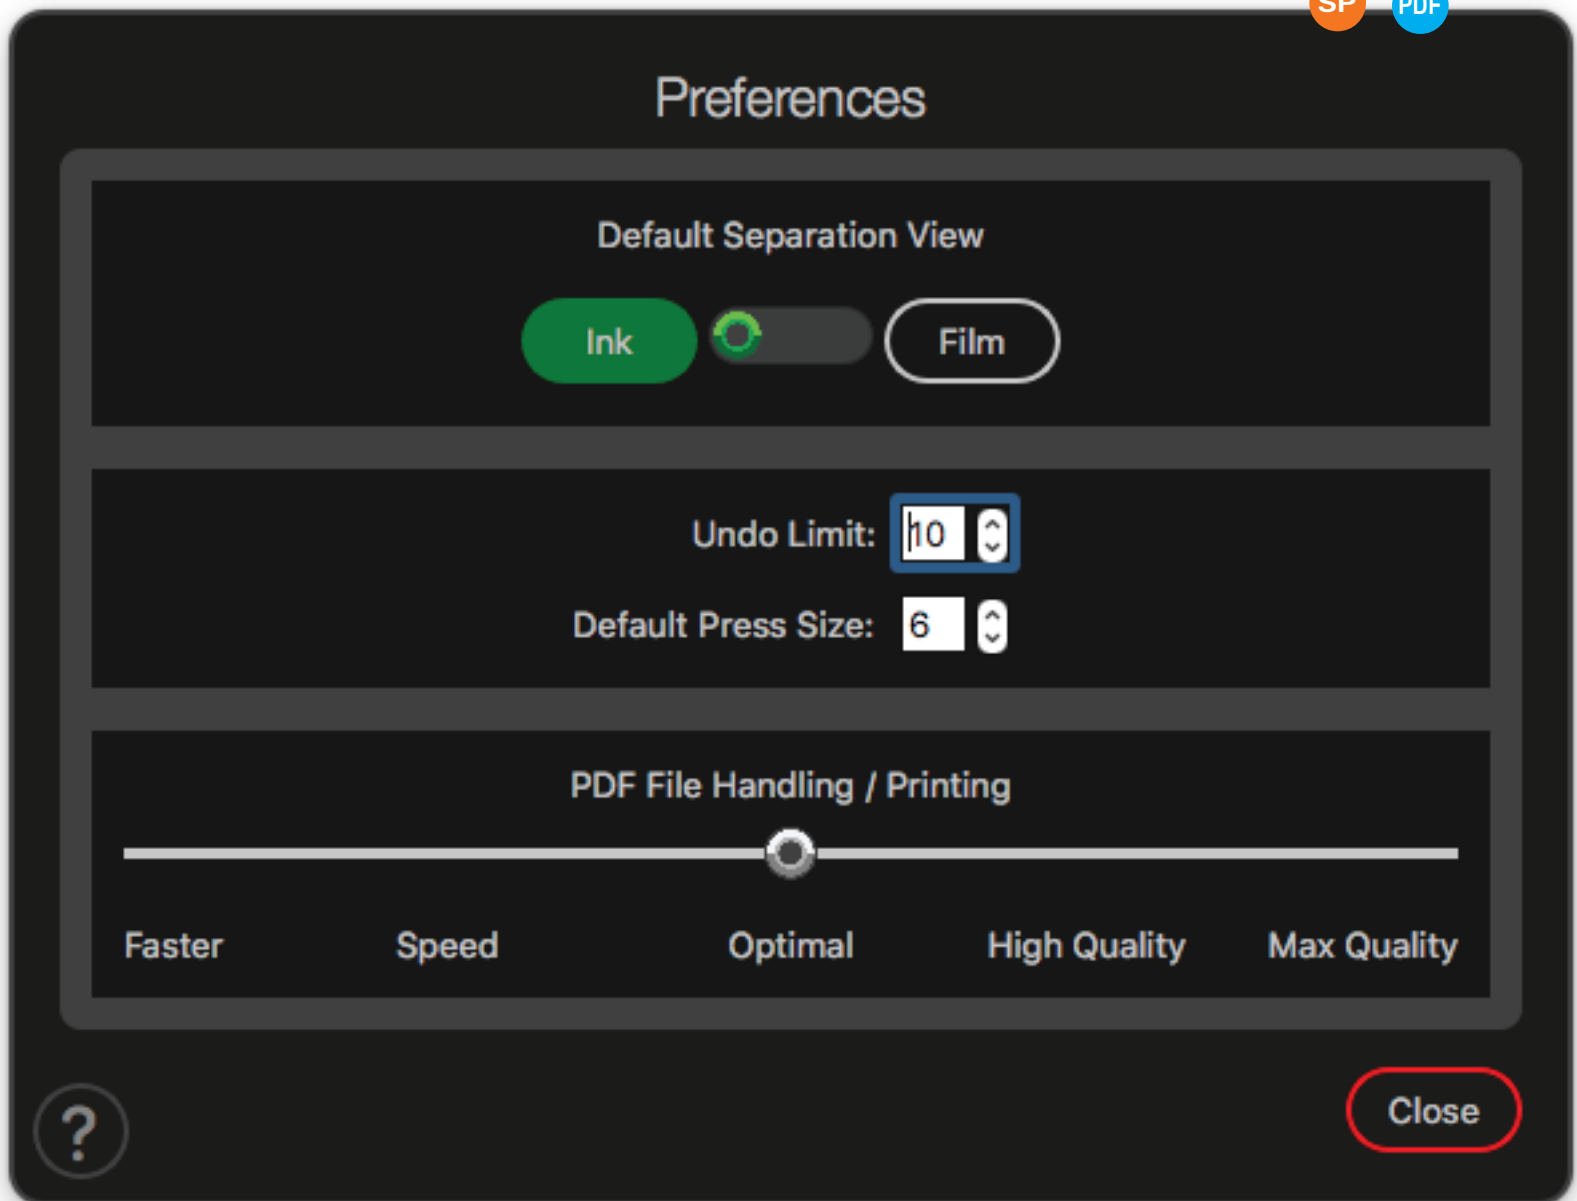 SP PDF
Preferences
Default Separation View
Ink Film
Undo Limit: 10
Default Press Size: 6
PDF File Handling / Printing
Faster Speed Optimal High Quality Max Quality
? Close